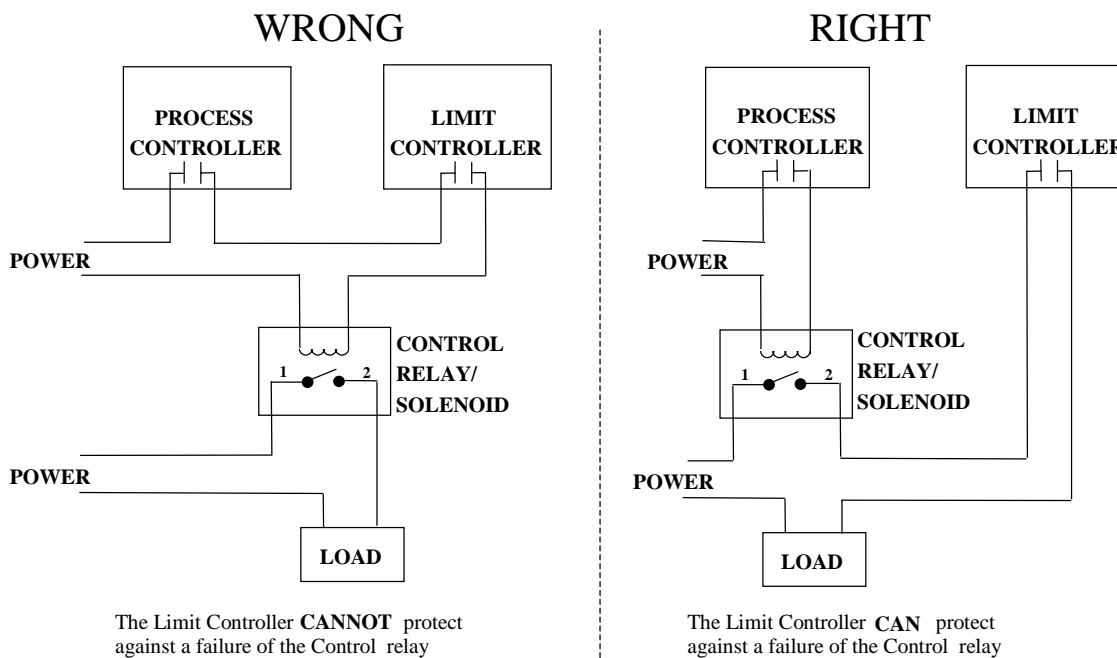 WRONG
PROCESS
CONTROLLER
LIMIT
CONTROLLER
POWER
CONTROL
RELAY/
SOLENOID
1
2
POWER
LOAD
The Limit Controller CANNOT protect
against a failure of the Control relay
RIGHT
PROCESS
CONTROLLER
LIMIT
CONTROLLER
POWER
CONTROL
RELAY/
SOLENOID
1
2
POWER
LOAD
The Limit Controller CAN protect
against a failure of the Control relay